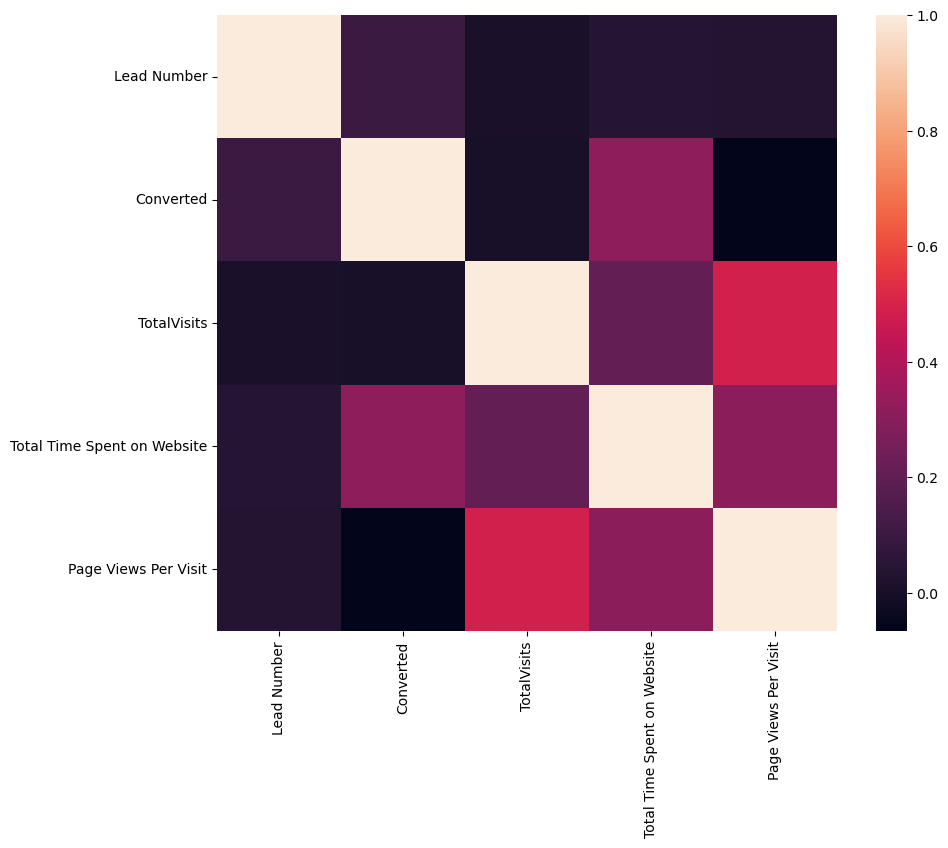 Lead Number
Converted
TotalVisits
Total Time Spent on Website
Page Views Per Visit
Lead Number
Converted
TotalVisits
Total Time Spent on Website
Page Views Per Visit
1.0
0.8
0.6
0.4
0.2
0.0